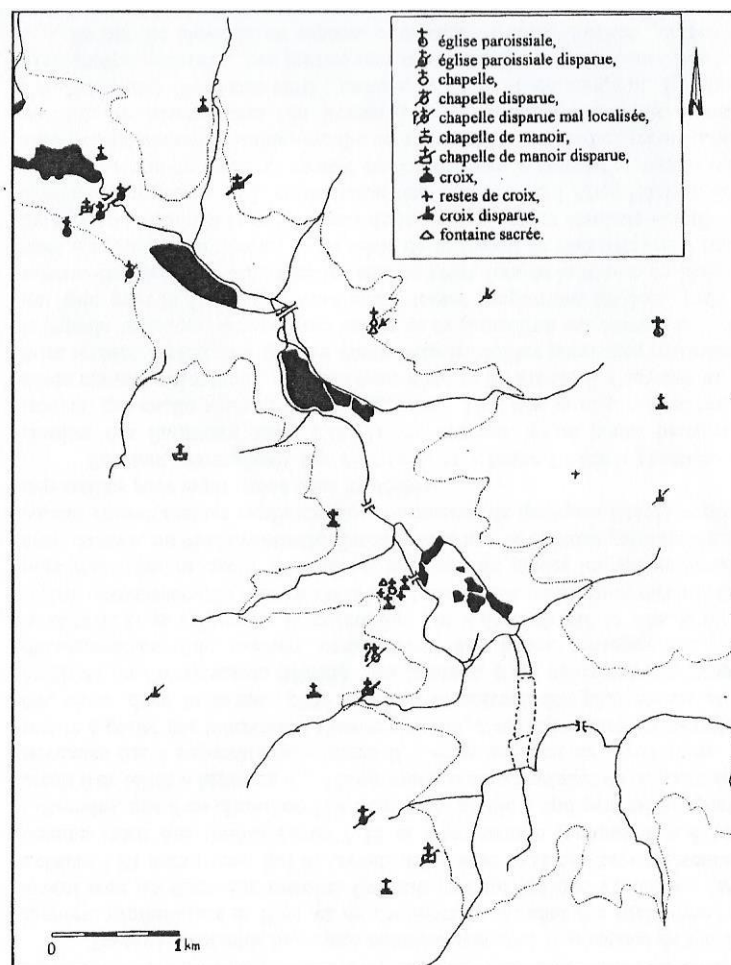 église paroissiale,
église paroissiale disparue,
chapelle,
chapelle disparue,
chapelle disparue mal localisée,
chapelle de manoir,
chapelle de manoir disparue,
croix,
restes de croix,
croix disparue,
fontaine sacrée.
0 1 km